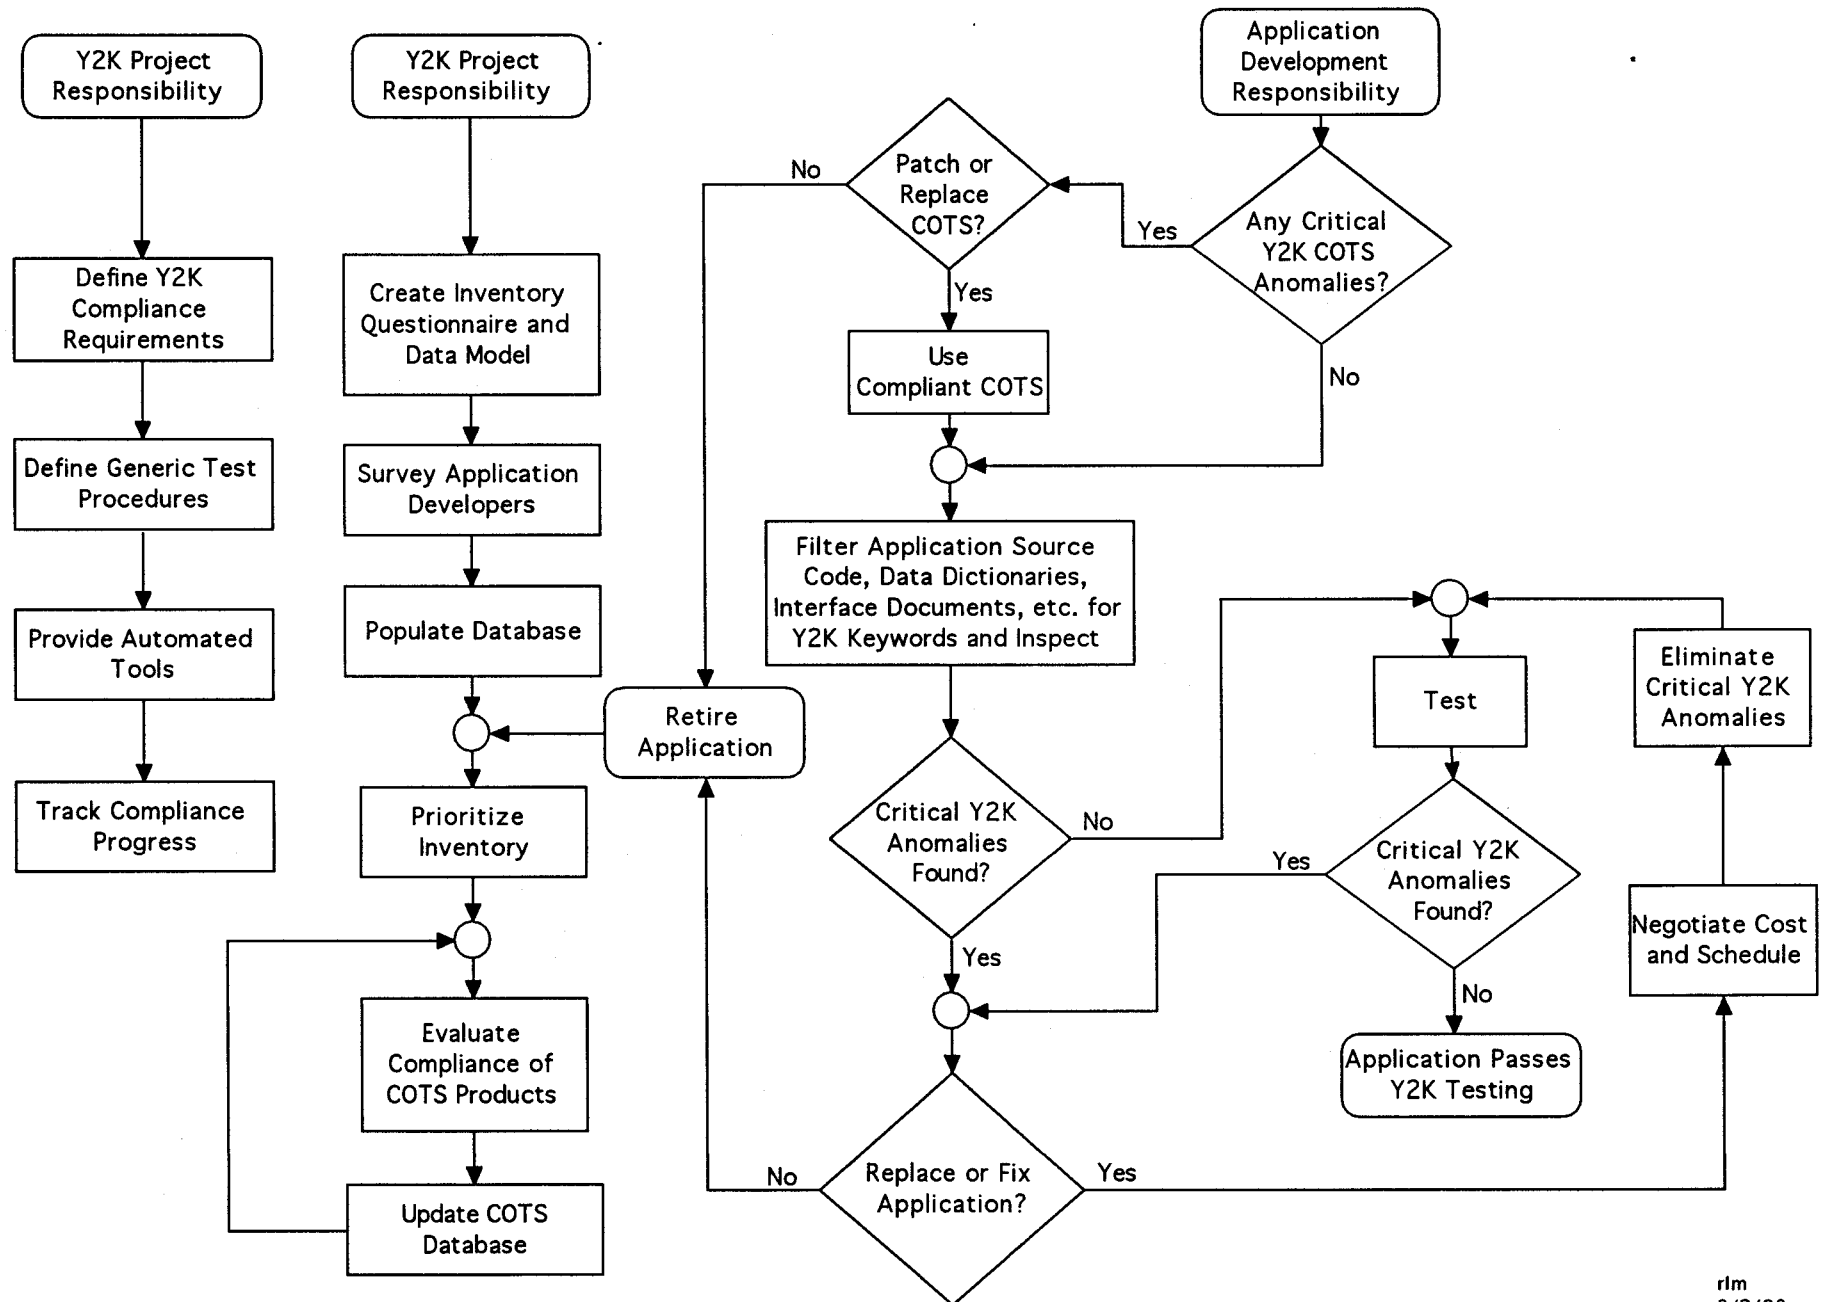 Y2K Project
Responsibility
Define Y2K
Compliance
Requirements
Define Generic Test
Procedures
Provide Automated
Tools
Track Compliance
Progress
Y2K Project
Responsibility
Create Inventory
Questionnaire and
Data Model
Survey Application
Developers
Populate Database
Prioritize
Inventory
Evaluate
Compliance of
COTS Products
Update COTS
Database
Application
Development
Responsibility
Any Critical
Y2K COTS
Anomalies?
Yes
No
Patch or
Replace
COTS?
No
Yes
Use
Compliant COTS
Retire
Application
Filter Application Source
Code, Data Dictionaries,
Interface Documents, etc. for
Y2K Keywords and Inspect
Critical Y2K
Anomalies
Found?
No
Yes
Replace or Fix
Application?
No
Yes
Test
Critical Y2K
Anomalies
Found?
Yes
No
Application Passes
Y2K Testing
Eliminate
Critical Y2K
Anomalies
Negotiate Cost
and Schedule
rlm